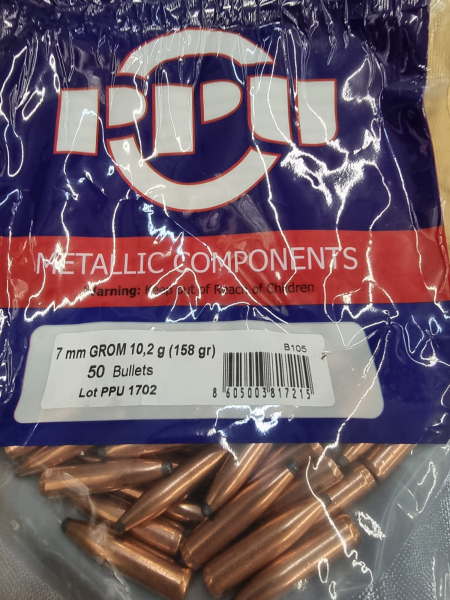 PPU
METALLIC COMPONENTS
Warning: Keep out of Reach of Children
7 mm GROM 10,2 g (158 gr)
B105
50 Bullets
Lot PPU 1702
8 605003 817215